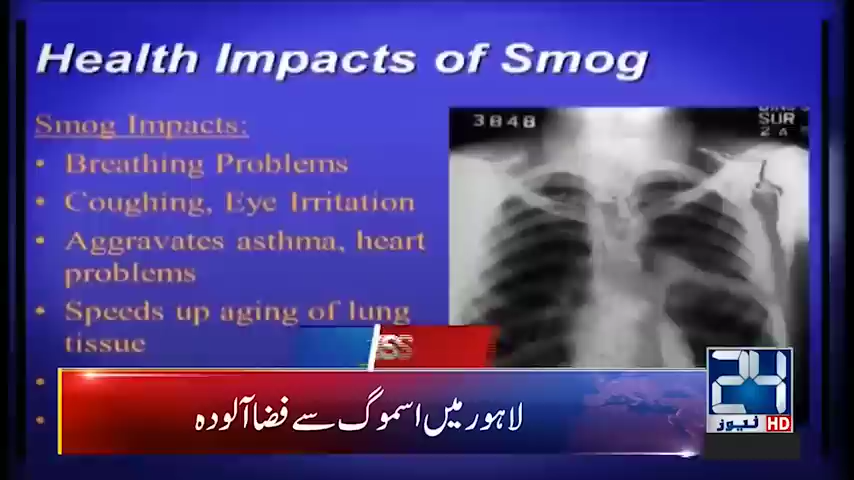 Health Impacts of Smog
Smog Impacts:
• Breathing Problems
• Coughing, Eye Irritation
• Aggravates asthma, heart
problems
• Speeds up aging of lung
tissue
3848
SUR
لاہور میں اسموگ سے فضا آلودہ
24
نیوز HD